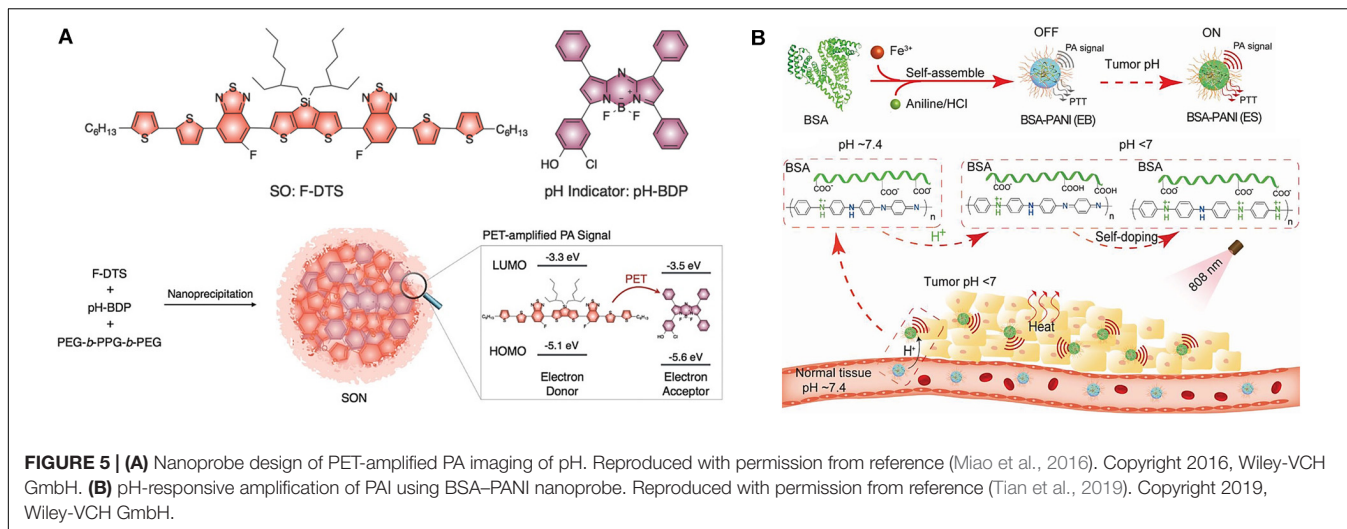 A
N S N
N S N
Si
C6H13
S
S
F
S
S
F
S
S
C6H13
SO: F-DTS
N
N
+
N
B
−
F
F
HO
Cl
pH Indicator: pH-BDP
F-DTS
+
pH-BDP
+
PEG-b-PPG-b-PEG
Nanoprecipitation
SON
PET-amplified PA Signal
LUMO
-3.3 eV
-3.5 eV
PET
HOMO
-5.1 eV
-5.6 eV
Electron
Donor
Electron
Acceptor
B
BSA
Fe³⁺
Self-assemble
Aniline/HCl
OFF
PA signal
PTT
BSA-PANI (EB)
Tumor pH
ON
PA signal
PTT
BSA-PANI (ES)
pH ~7.4
pH <7
BSA
COO⁻ COO⁻ COO⁻
n
H⁺
BSA
COO⁻ COOH COOH
n
Self-doping
BSA
COO⁻ COO⁻ COO⁻
n
808 nm
Tumor pH <7
Heat
H⁺
Normal tissue
pH ~7.4
FIGURE 5 | (A) Nanoprobe design of PET-amplified PA imaging of pH. Reproduced with permission from reference (Miao et al., 2016). Copyright 2016, Wiley-VCH
GmbH. (B) pH-responsive amplification of PAI using BSA–PANI nanoprobe. Reproduced with permission from reference (Tian et al., 2019). Copyright 2019,
Wiley-VCH GmbH.